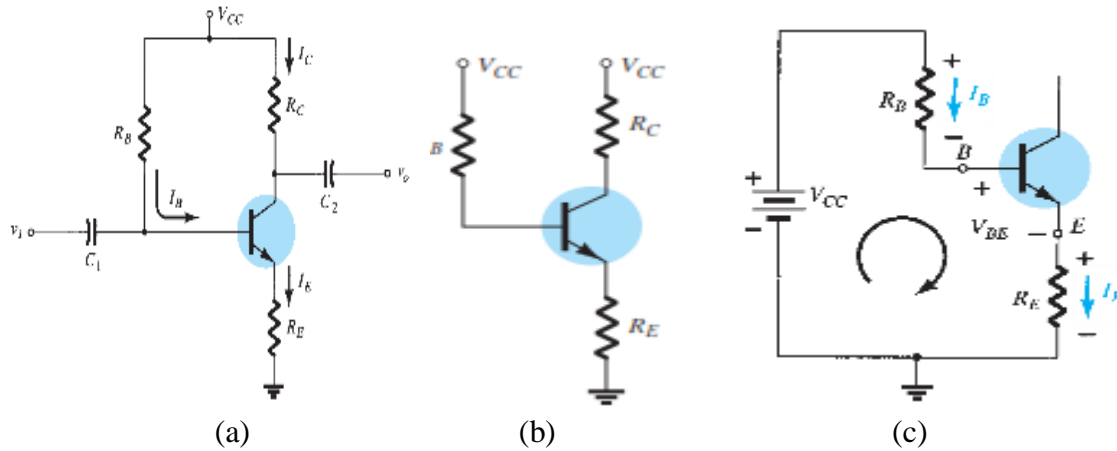 V_CC
I_C
R_C
R_B
I_B
C_2
v_o
v_i
C_1
I_E
R_E
(a)
V_CC
V_CC
R_C
B
R_E
(b)
+
R_B
I_B
−
B
+
+
V_CC
−
V_BE
−
E
+
R_E
I
−
(c)